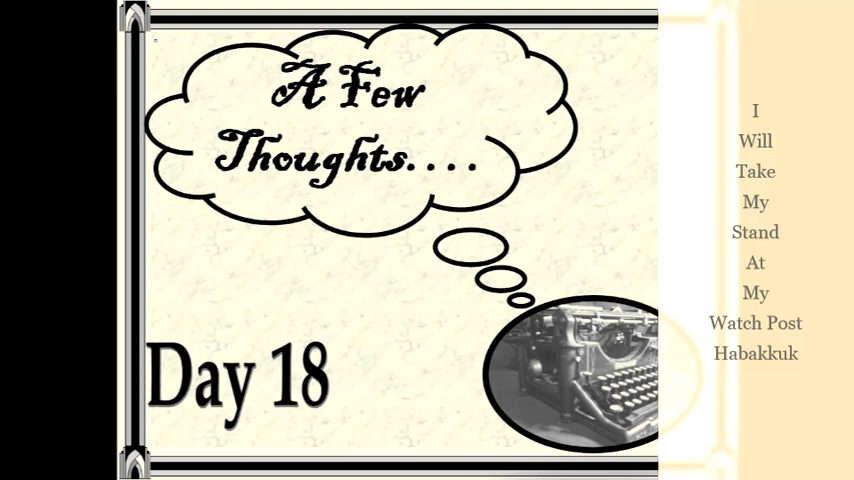 A Few
Thoughts....
Day 18
I
Will
Take
My
Stand
At
My
Watch Post
Habakkuk